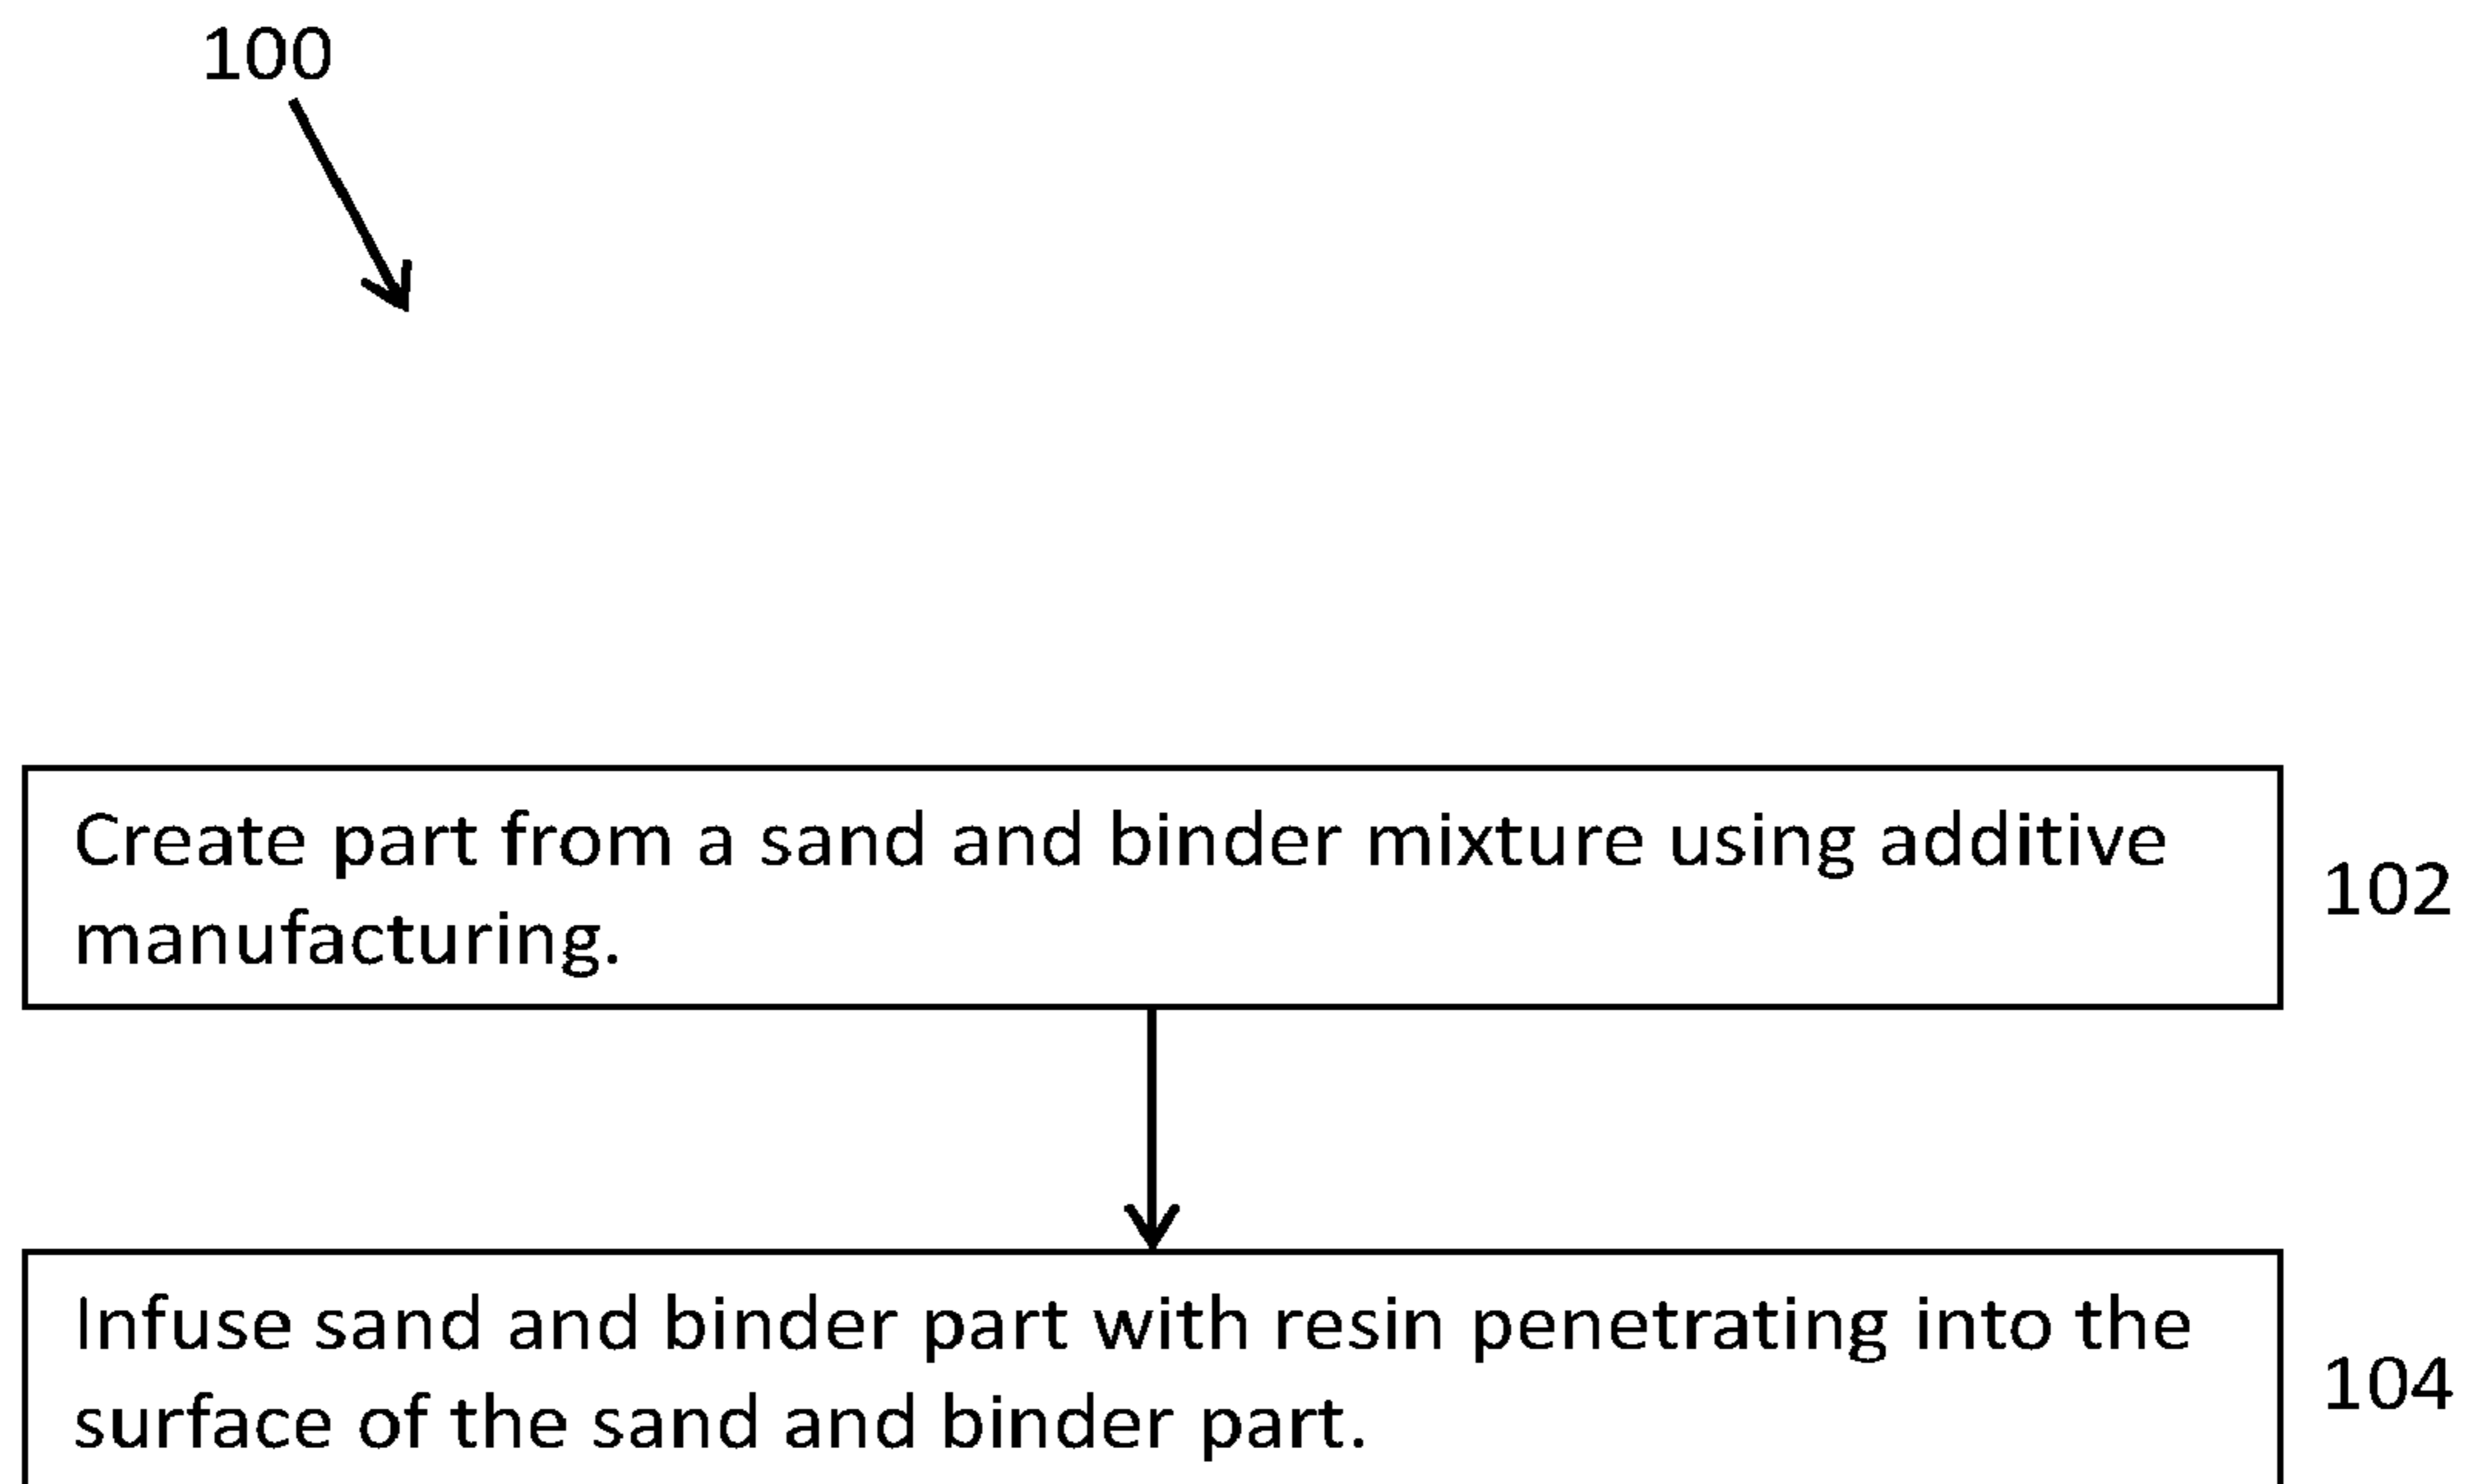 100
Create part from a sand and binder mixture using additive
manufacturing.
102
Infuse sand and binder part with resin penetrating into the
surface of the sand and binder part.
104